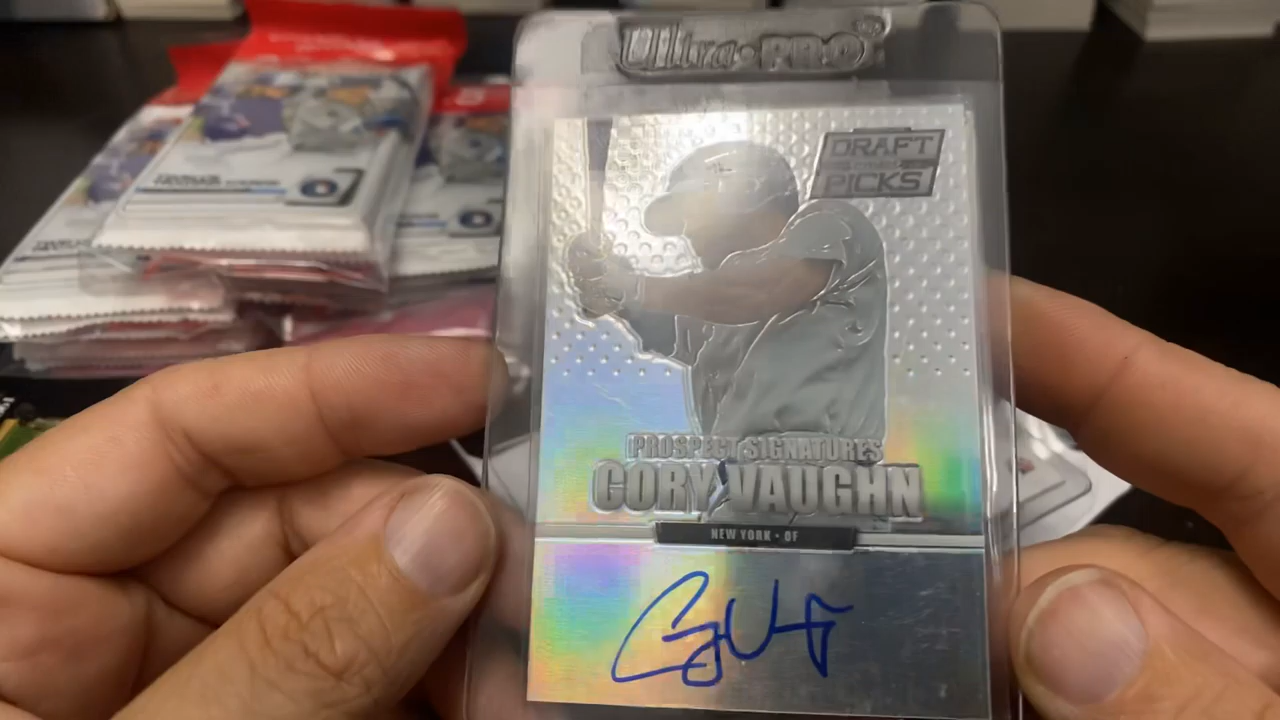 Ultra•PRO®
DRAFT
PICKS
PROSPECT SIGNATURES
CORY VAUGHN
NEW YORK • OF